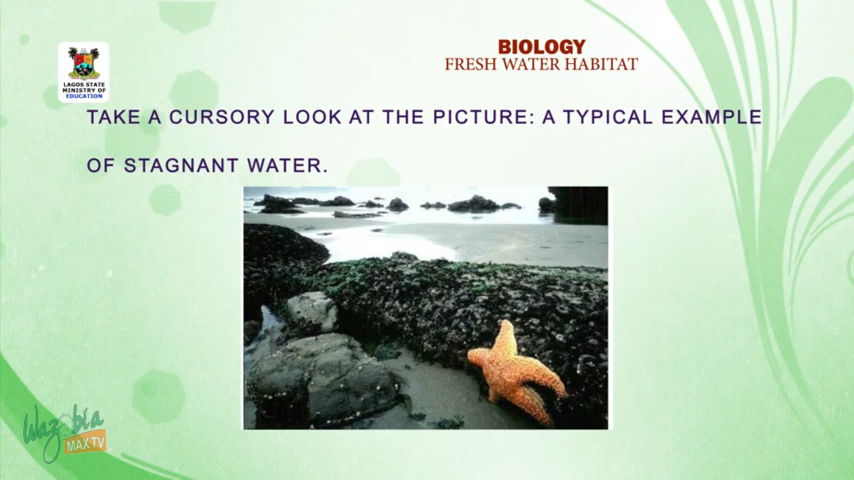 BIOLOGY
FRESH WATER HABITAT
LAGOS STATE
MINISTRY OF
EDUCATION
TAKE A CURSORY LOOK AT THE PICTURE: A TYPICAL EXAMPLE
OF STAGNANT WATER.
Wazobia
MAX TV